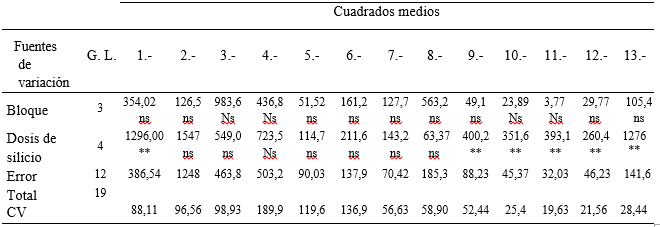 Cuadrados medios
Fuentes de variación G. L. 1.- 2.- 3.- 4.- 5.- 6.- 7.- 8.- 9.- 10.- 11.- 12.- 13.-
Bloque 3 354,02 ns 126,5 ns 983,6 Ns 436,8 Ns 51,52 ns 161,2 ns 127,7 ns 563,2 ns 49,1 ns 23,89 Ns 3,77 Ns 29,77 ns 105,4 ns
Dosis de silicio 4 1296,00 ** 1547 ns 549,0 ns 723,5 Ns 114,7 ns 211,6 ns 143,2 ns 63,37 ns 400,2 ** 351,6 ** 393,1 ** 260,4 ** 1276 **
Error 12 386,54 1248 463,8 503,2 90,03 137,9 70,42 185,3 88,23 45,37 32,03 46,23 141,6
Total 19
CV 88,11 96,56 98,93 189,9 119,6 136,9 56,63 58,90 52,44 25,4 19,63 21,56 28,44